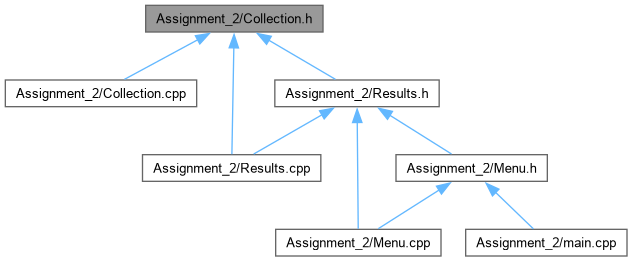 Assignment_2/Collection.h
Assignment_2/Collection.cpp
Assignment_2/Results.h
Assignment_2/Results.cpp
Assignment_2/Menu.h
Assignment_2/Menu.cpp
Assignment_2/main.cpp